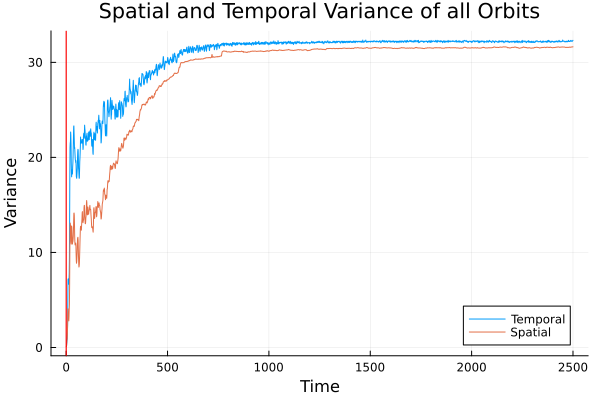 Spatial and Temporal Variance of all Orbits
Variance
30
20
10
0
Temporal
Spatial
0 500 1000 1500 2000 2500
Time